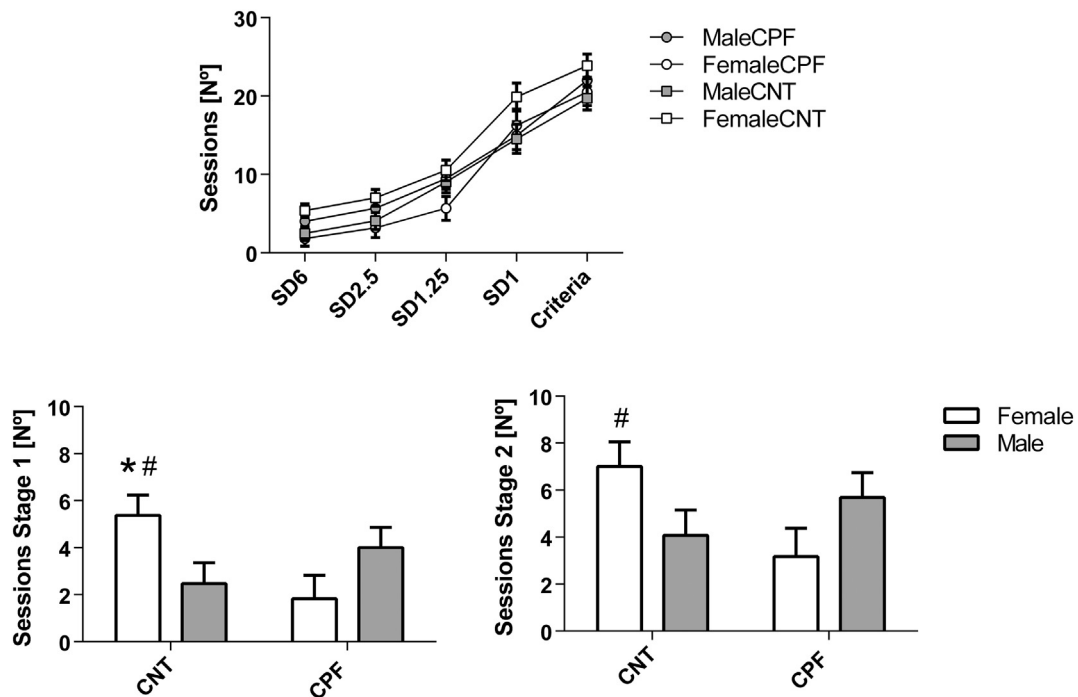 30
20
10
0
Sessions [Nº]
SD6
SD2.5
SD1.25
SD1
Criteria
MaleCPF
FemaleCPF
MaleCNT
FemaleCNT
10
8
6
4
2
0
Sessions Stage 1 [Nº]
* #
CNT
CPF
10
8
6
4
2
0
Sessions Stage 2 [Nº]
#
CNT
CPF
Female
Male